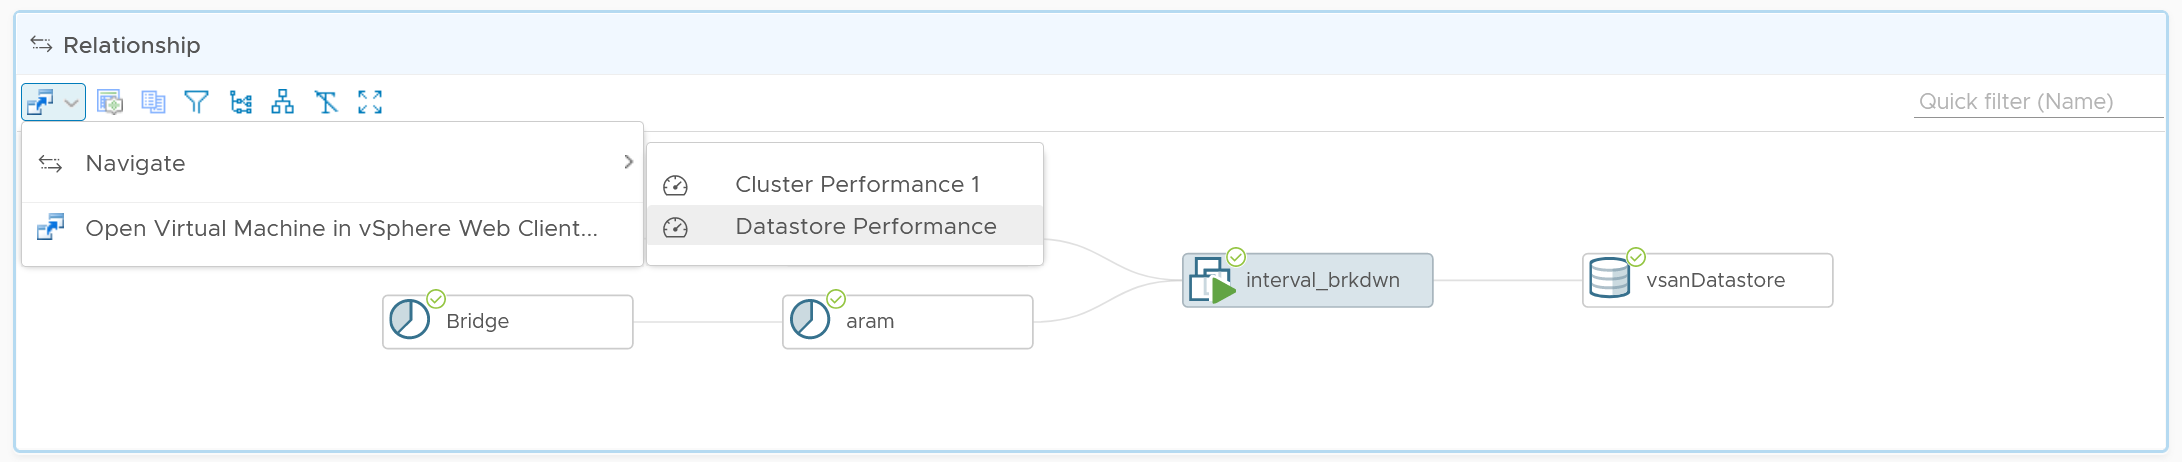 Relationship
Quick filter (Name)
Navigate
Cluster Performance 1
Datastore Performance
Open Virtual Machine in vSphere Web Client...
interval_brkdwn
vsanDatastore
Bridge
aram